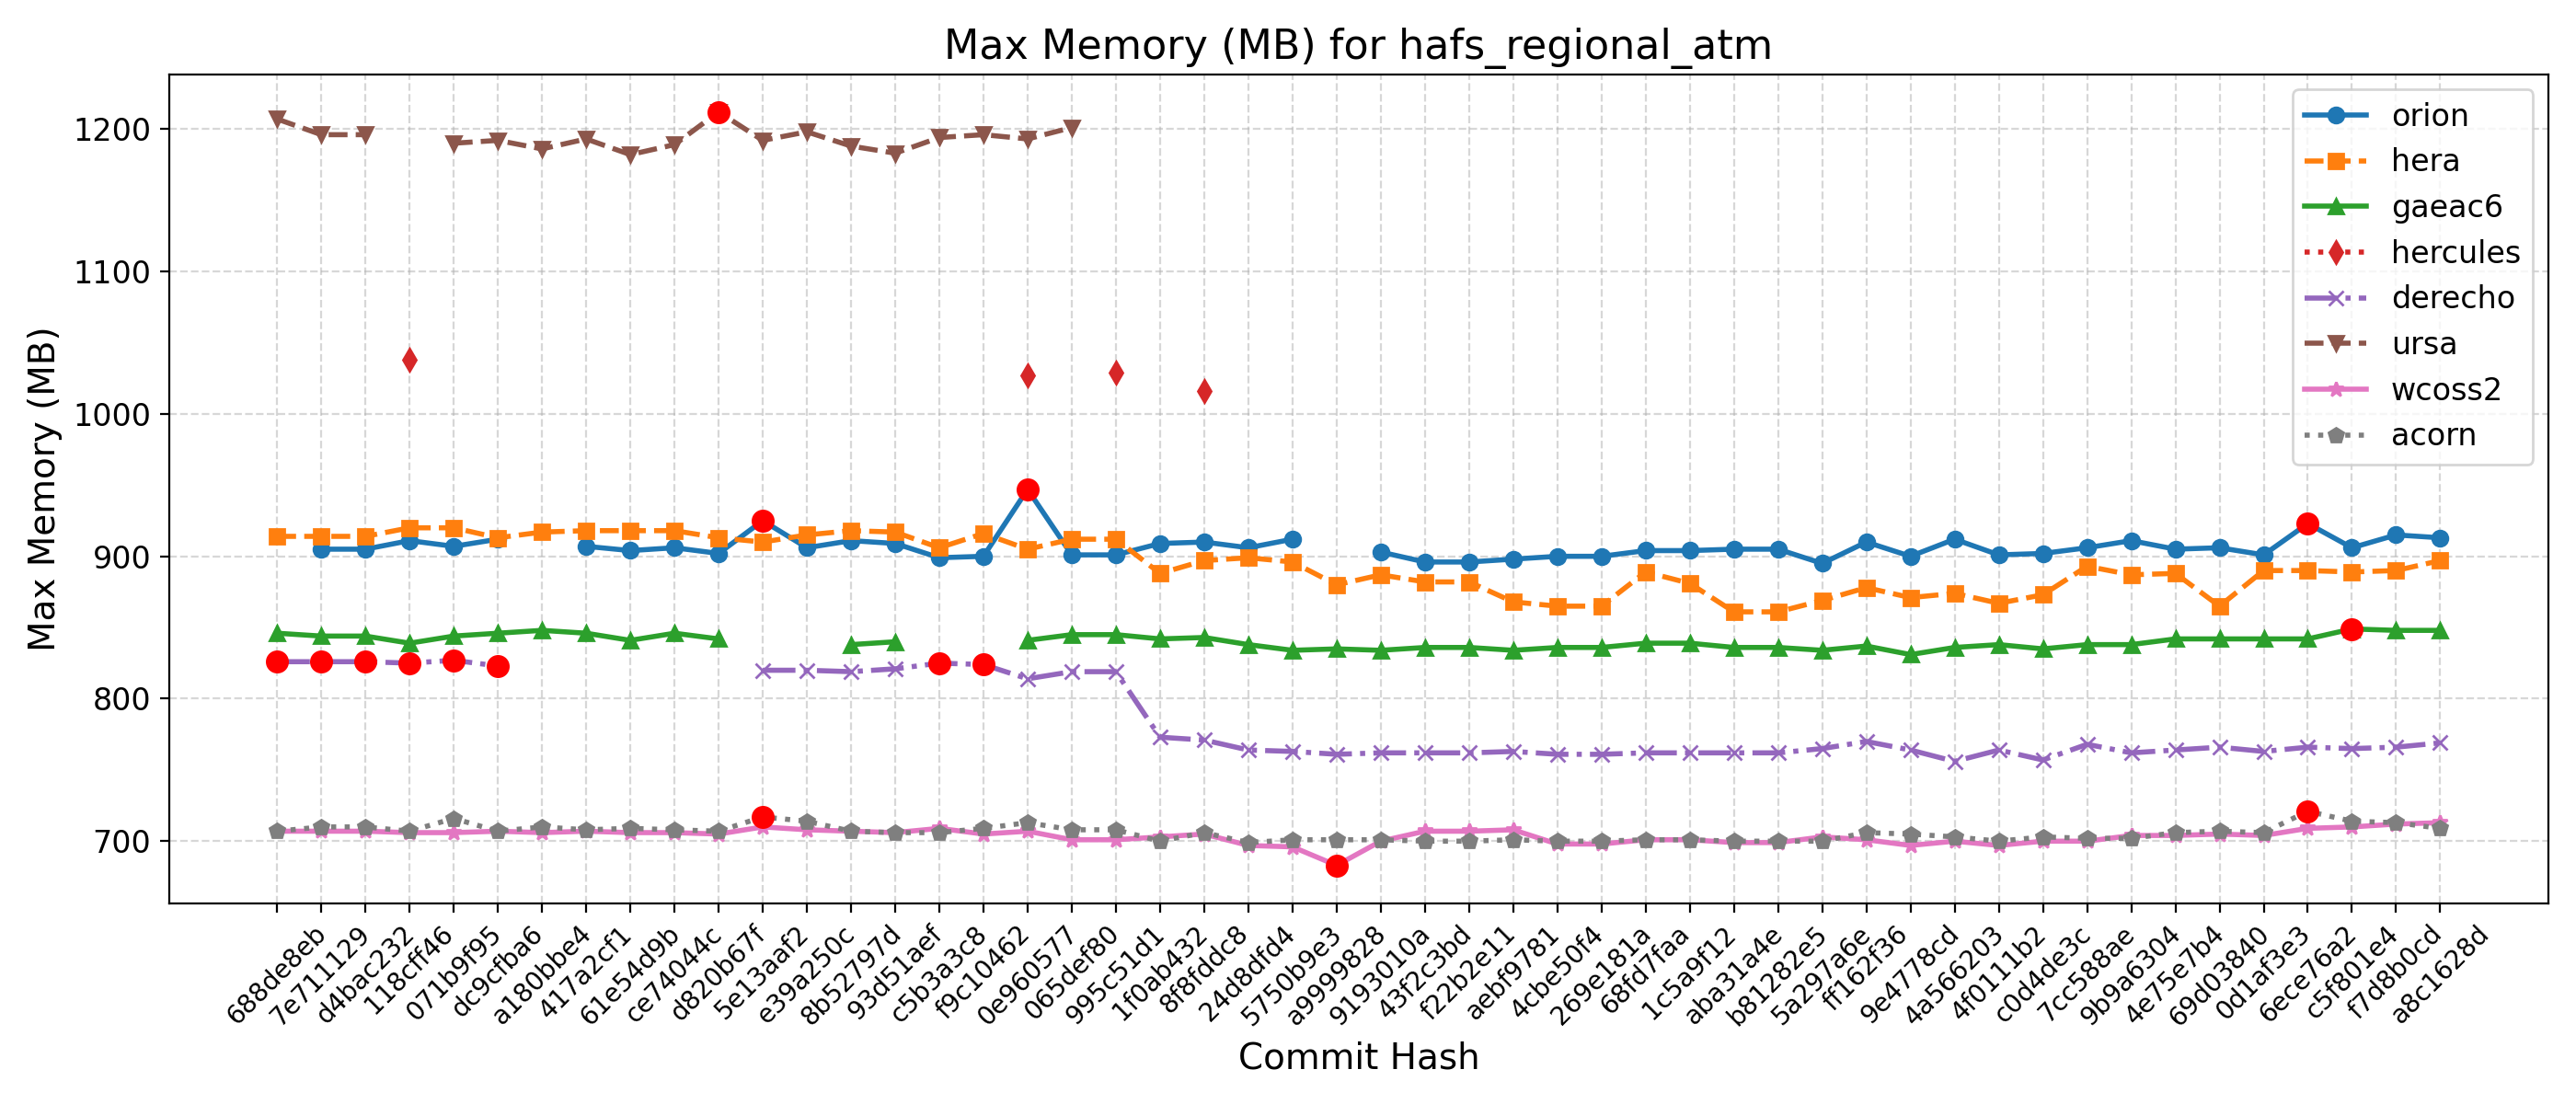 Max Memory (MB) for hafs_regional_atm
Max Memory (MB)
1200
1100
1000
900
800
700
orion
hera
gaeac6
hercules
derecho
ursa
wcoss2
acorn
688de8eb
7e711129
d4bac232
118cff46
071b9f95
dc9cfba6
a180bbe4
417a2cf1
61e54d9b
ce74044c
d820b67f
5e13aaf2
e39a250c
8b52797d
93d51aef
c5b3a3c8
f9c10462
0e960577
065def80
995c51d1
1f0ab432
8f8fddc8
24d8dfd4
5750b9e3
a9999828
9193010a
43f2c3bd
f22b2e11
aebf9781
4cbe50f4
269e181a
68fd7faa
1c5a9f12
aba31a4e
b81282e5
5a297a6e
ff162f36
9e4778cd
4a566203
4f0111b2
c0d4de3c
7cc588ae
9b9a6304
4e75e7b4
69d03840
0d1af3e3
6ece76a2
c5f801e4
f7d8b0cd
a8c1628d
Commit Hash